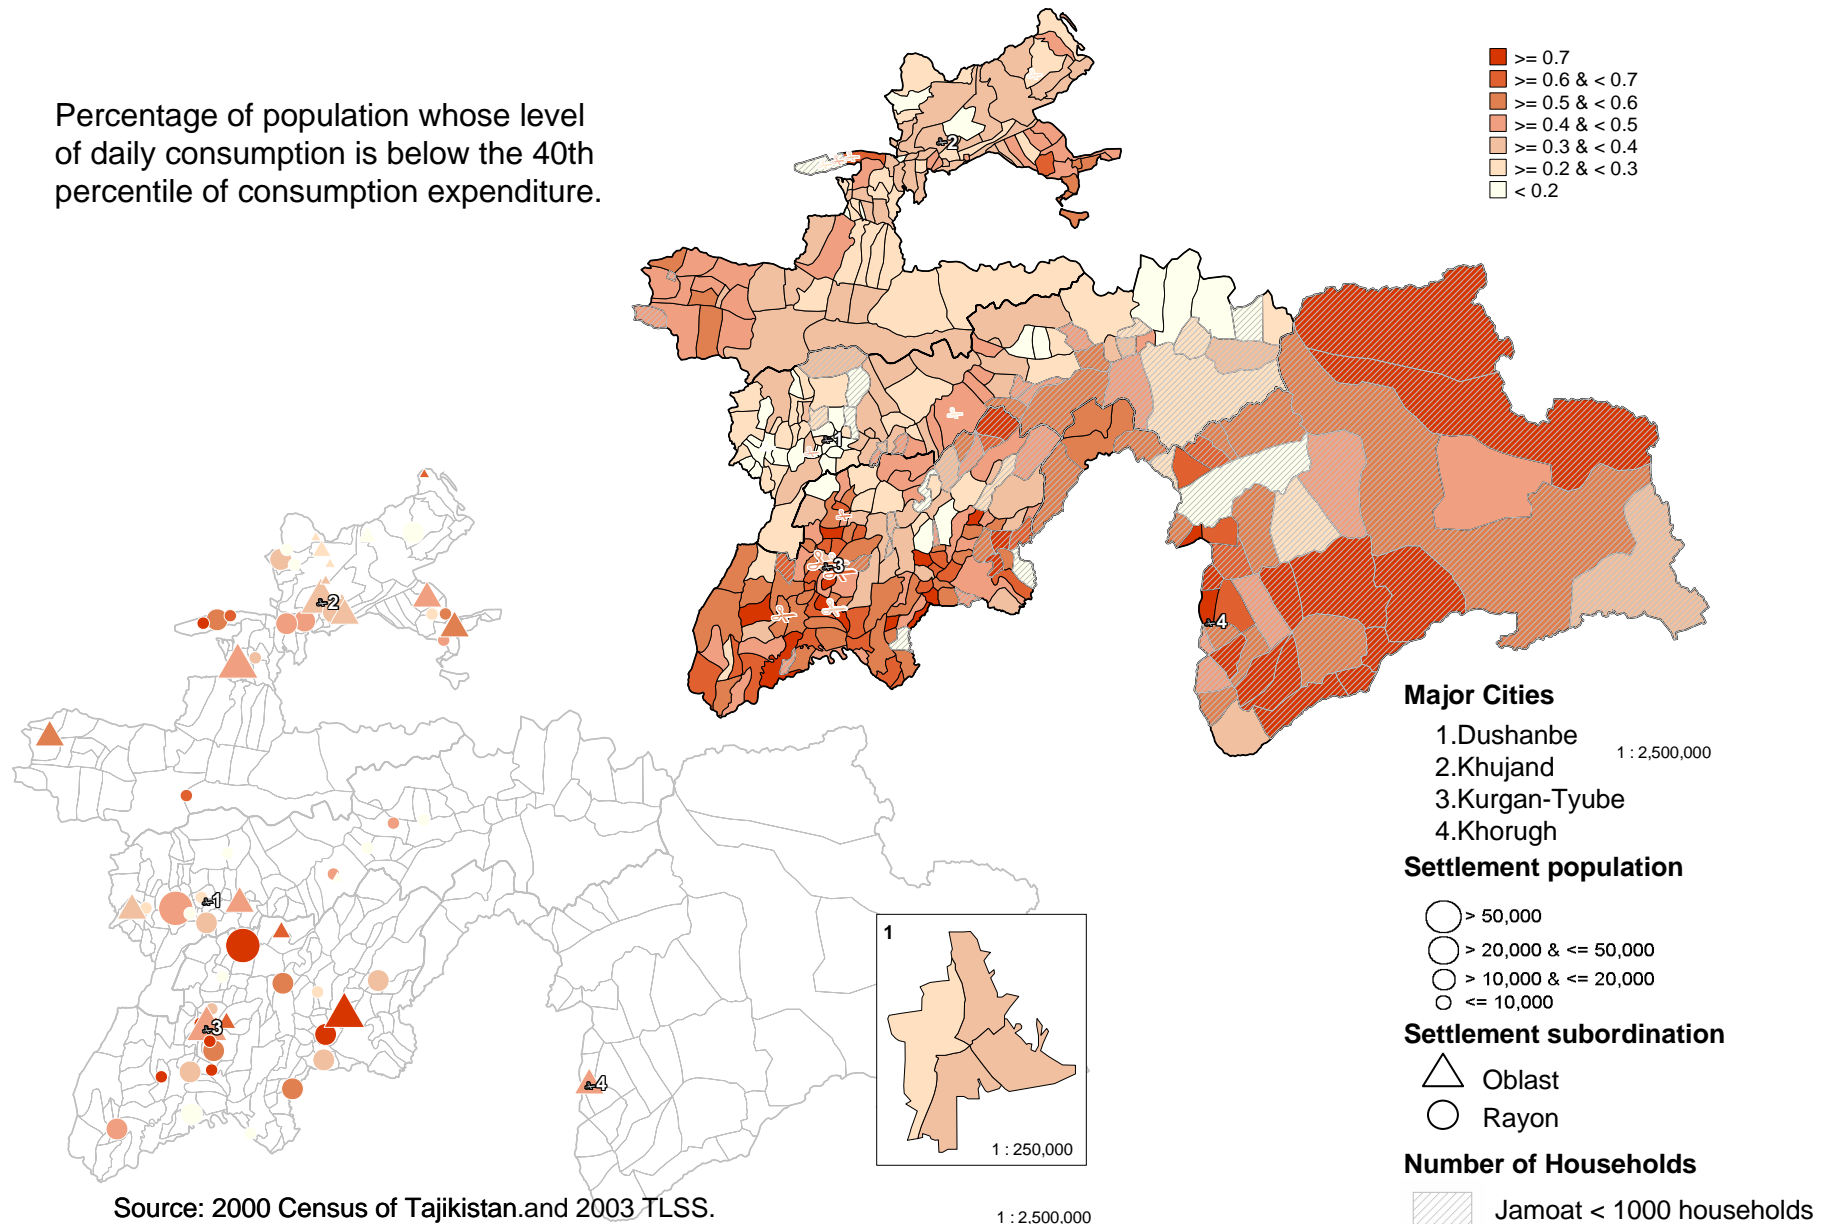 Percentage of population whose level
of daily consumption is below the 40th
percentile of consumption expenditure.
>= 0.7
>= 0.6 & < 0.7
>= 0.5 & < 0.6
>= 0.4 & < 0.5
>= 0.3 & < 0.4
>= 0.2 & < 0.3
< 0.2
2
1
3
4
Major Cities
1.Dushanbe
2.Khujand
3.Kurgan-Tyube
4.Khorugh
1 : 2,500,000
Settlement population
> 50,000
> 20,000 & <= 50,000
> 10,000 & <= 20,000
<= 10,000
Settlement subordination
Oblast
Rayon
Number of Households
Jamoat < 1000 households
2
1
3
4
1
1 : 250,000
Source: 2000 Census of Tajikistan.and 2003 TLSS.
1 : 2,500,000